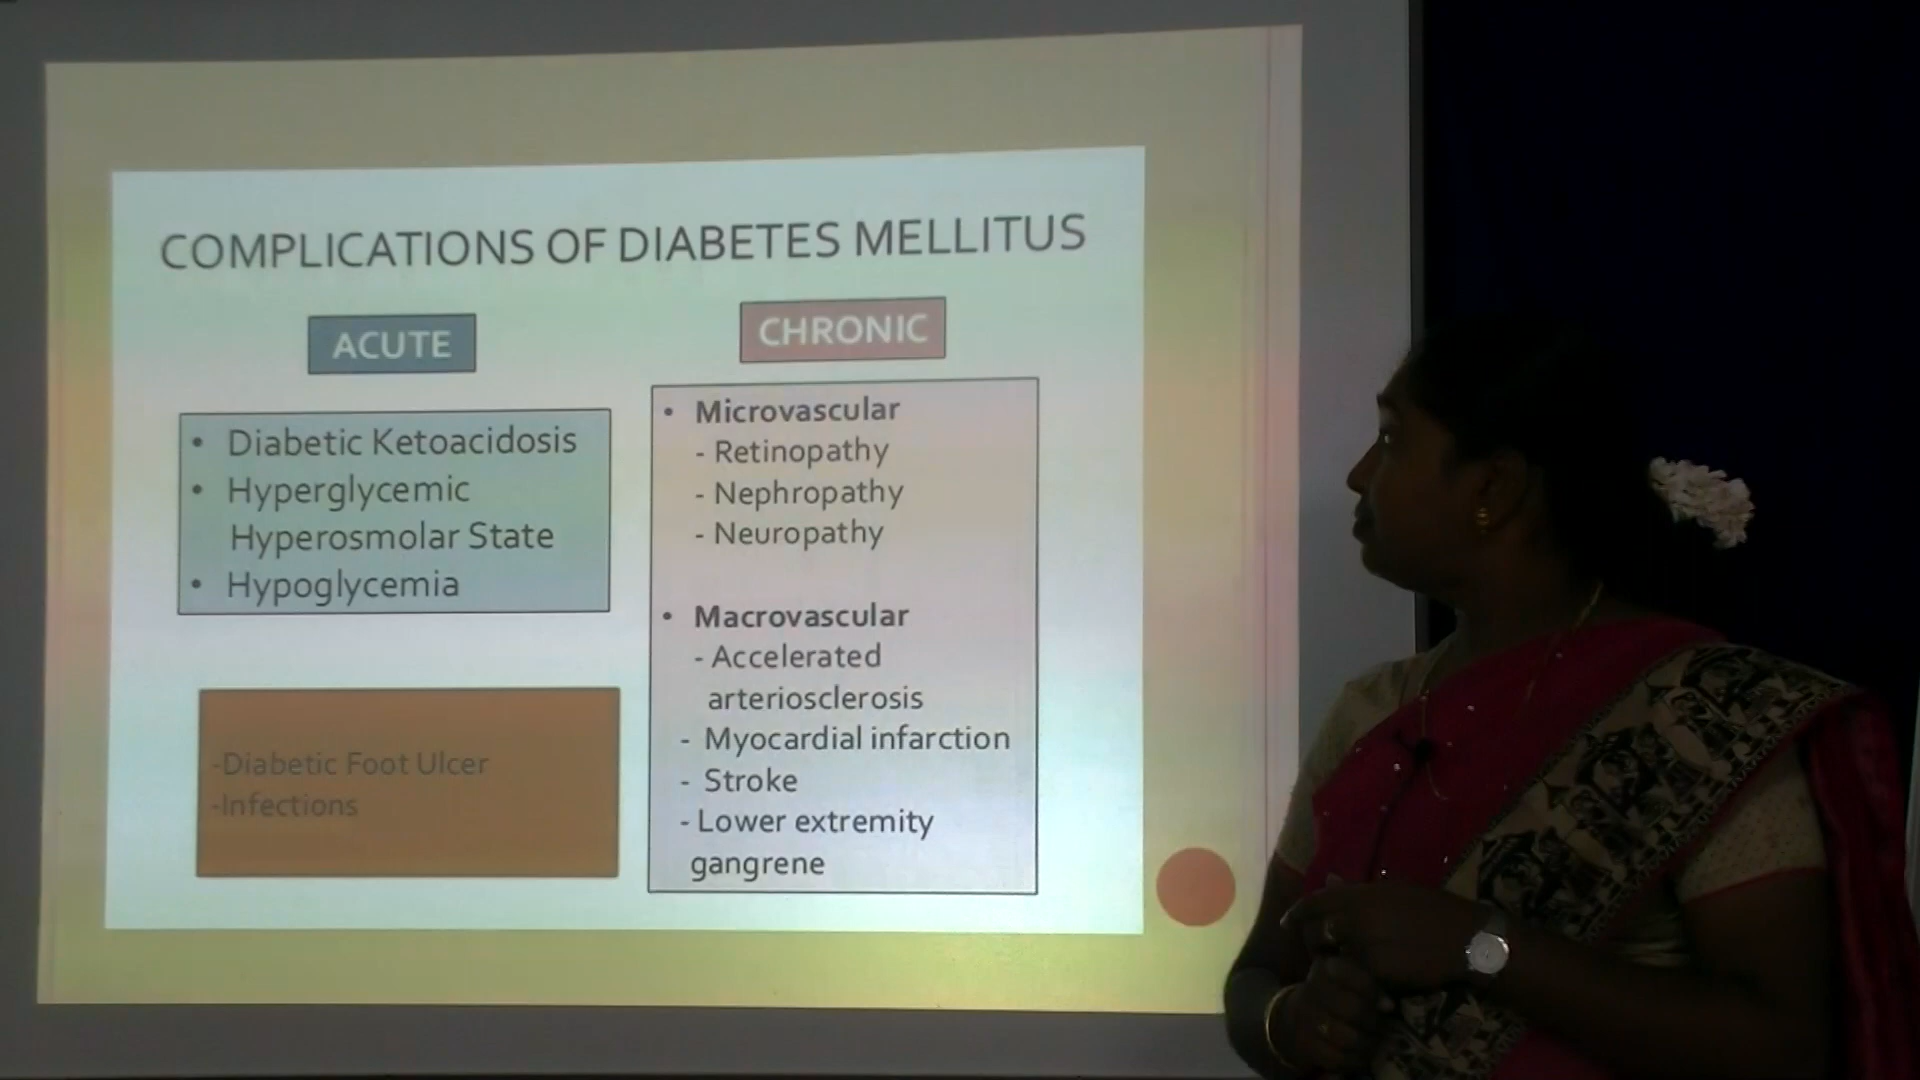 COMPLICATIONS OF DIABETES MELLITUS
ACUTE
• Diabetic Ketoacidosis
• Hyperglycemic
Hyperosmolar State
• Hypoglycemia
-Diabetic Foot Ulcer
-Infections
CHRONIC
• Microvascular
- Retinopathy
- Nephropathy
- Neuropathy
• Macrovascular
- Accelerated
arteriosclerosis
- Myocardial infarction
- Stroke
- Lower extremity
gangrene